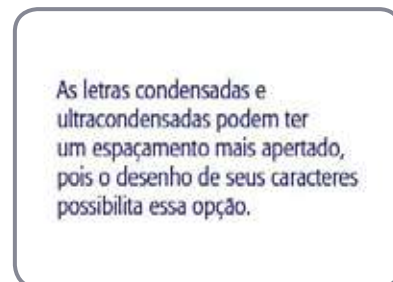 As letras condensadas e
ultracondensadas podem ter
um espaçamento mais apertado,
pois o desenho de seus caracteres
possibilita essa opção.